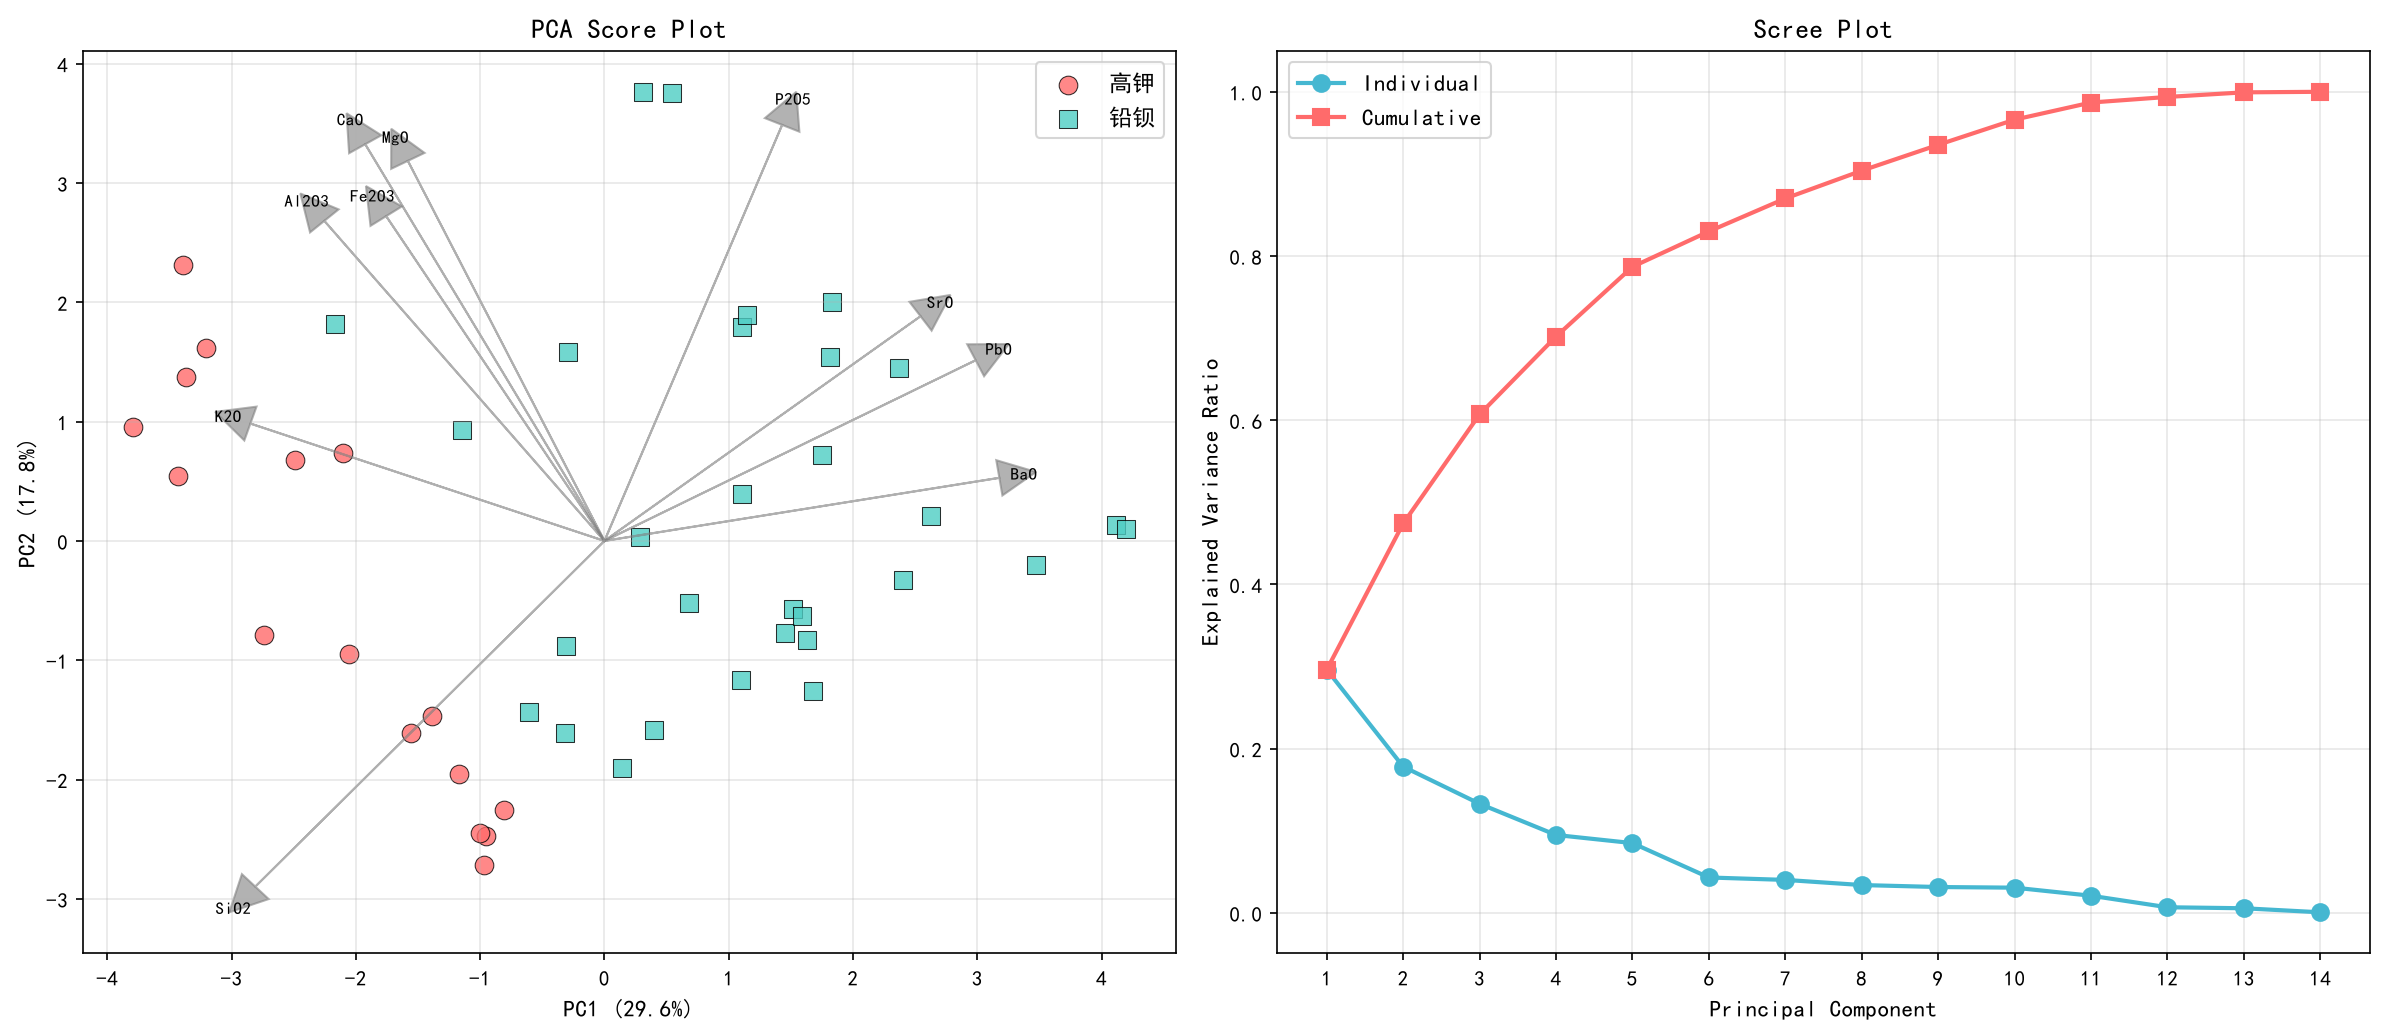 PCA Score Plot
高钾
铅钡
CaO
MgO
Al2O3
Fe2O3
P2O5
K2O
SrO
PbO
BaO
SiO2
4
3
2
1
0
−1
−2
−3
PC2 (17.8%)
−4
−3
−2
−1
0
1
2
3
4
PC1 (29.6%)
Scree Plot
Individual
Cumulative
1.0
0.8
0.6
0.4
0.2
0.0
Explained Variance Ratio
1
2
3
4
5
6
7
8
9
10
11
12
13
14
Principal Component